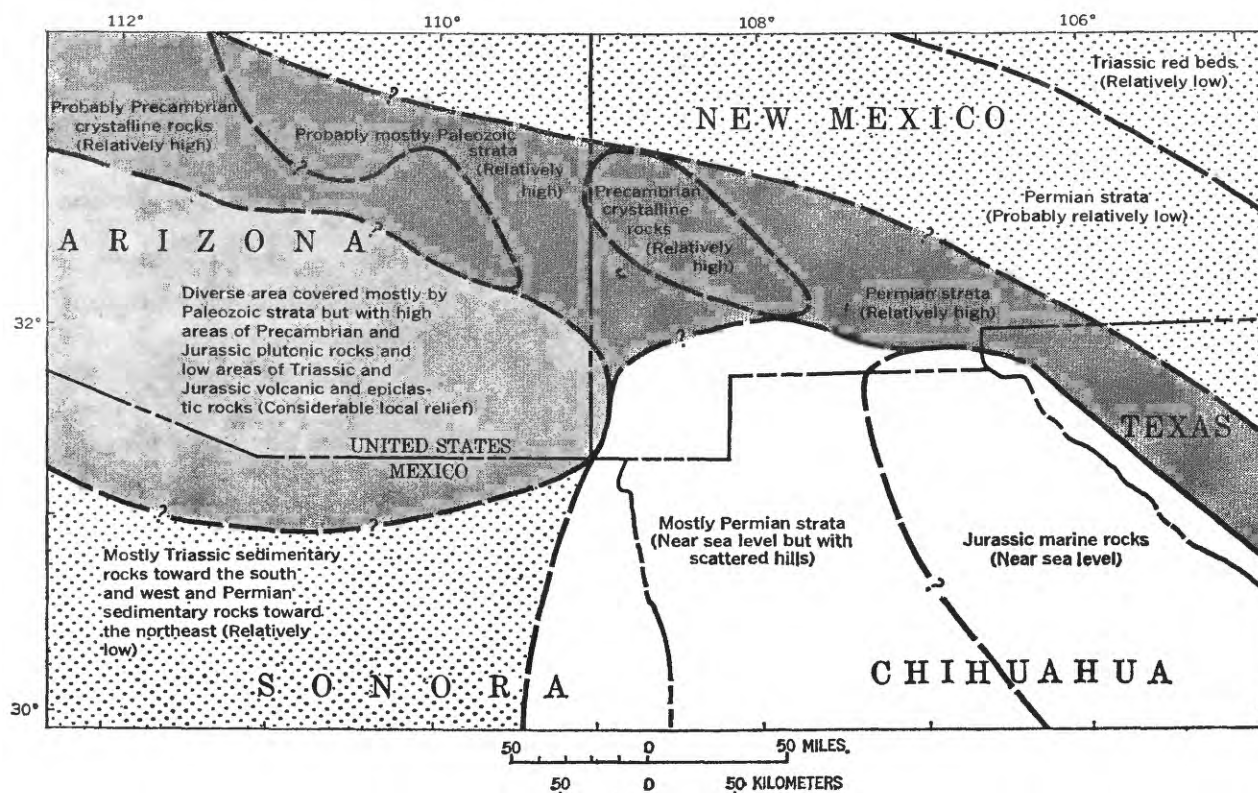 112°
110°
108°
106°
Triassic red beds
(Relatively low)
NEW MEXICO
Probably Precambrian
crystalline rocks
(Relatively high)
Probably mostly Paleozoic
strata
(Relatively
high)
Precambrian
crystalline
rocks
(Relatively
high)
Permian strata
(Probably relatively low)
ARIZONA
Permian strata
(Relatively high)
32°
Diverse area covered mostly by
Paleozoic strata but with high
areas of Precambrian and
Jurassic plutonic rocks and
low areas of Triassic and
Jurassic volcanic and epiclas-
tic rocks (Considerable local relief)
TEXAS
UNITED STATES
MEXICO
Mostly Triassic sedimentary
rocks toward the south
and west and Permian
sedimentary rocks toward
the northeast (Relatively
low)
Mostly Permian strata
(Near sea level but with
scattered hills)
Jurassic marine rocks
(Near sea level)
SONORA
CHIHUAHUA
30°
50 0 50 MILES
50 0 50 KILOMETERS
? ? ? ? ? ? ? ? ? ?